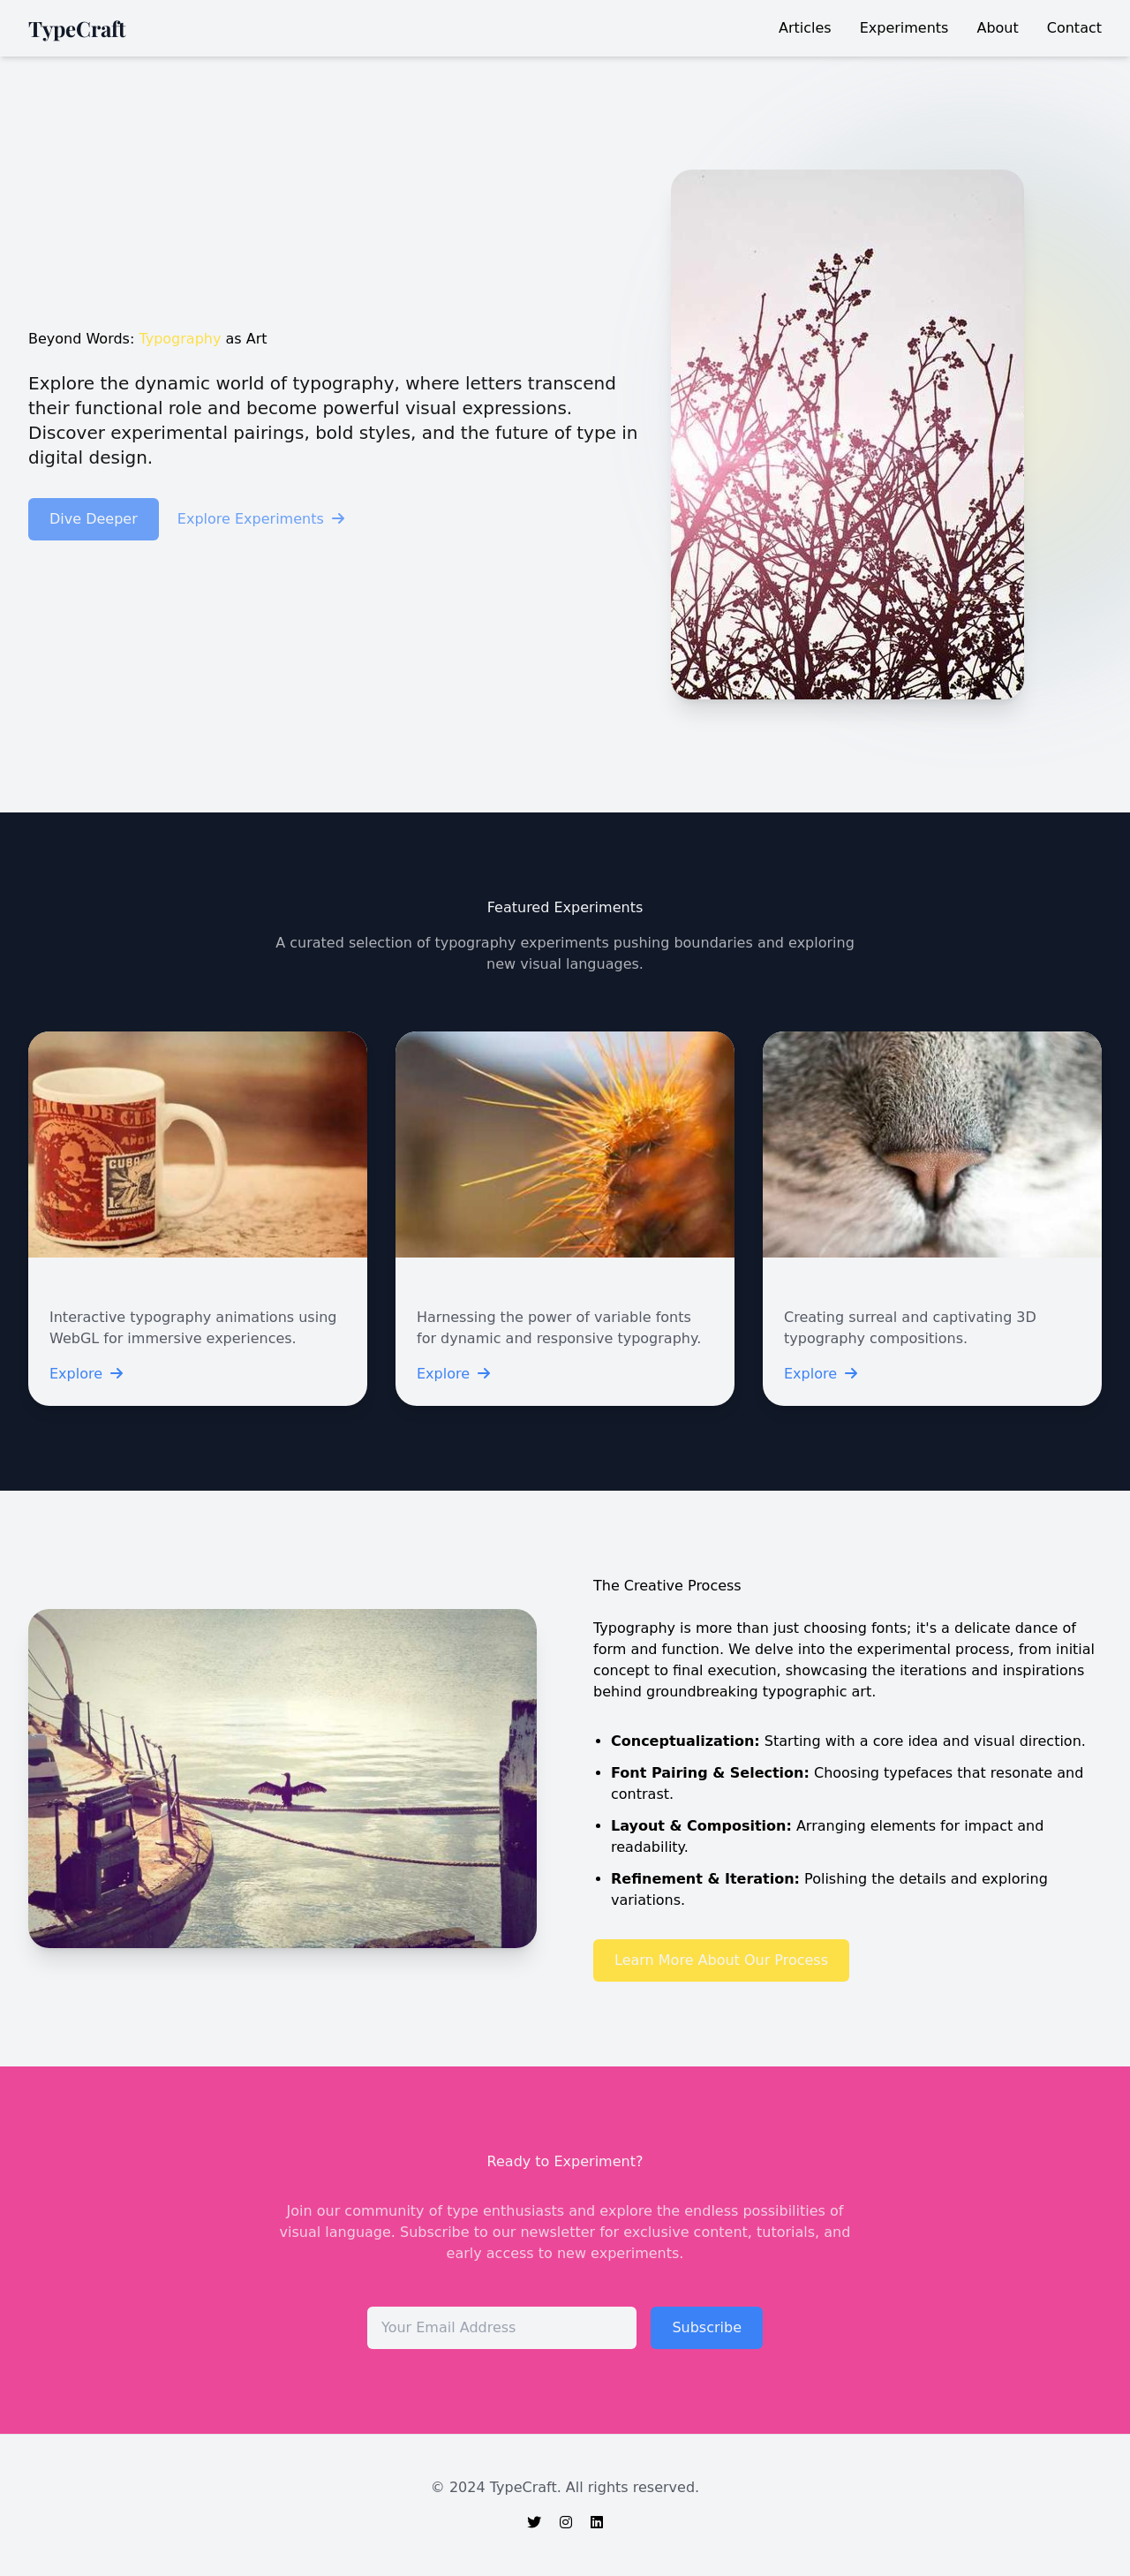 TypeCraft
Articles
Experiments
About
Contact
Beyond Words: Typography as Art
Explore the dynamic world of typography, where letters transcend
their functional role and become powerful visual expressions.
Discover experimental pairings, bold styles, and the future of type in
digital design.
Dive Deeper
Explore Experiments
Featured Experiments
A curated selection of typography experiments pushing boundaries and exploring
new visual languages.
CUBA
Interactive typography animations using
WebGL for immersive experiences.
Explore
Harnessing the power of variable fonts
for dynamic and responsive typography.
Explore
Creating surreal and captivating 3D
typography compositions.
Explore
The Creative Process
Typography is more than just choosing fonts; it's a delicate dance of
form and function. We delve into the experimental process, from initial
concept to final execution, showcasing the iterations and inspirations
behind groundbreaking typographic art.
• Conceptualization: Starting with a core idea and visual direction.
• Font Pairing & Selection: Choosing typefaces that resonate and
contrast.
• Layout & Composition: Arranging elements for impact and
readability.
• Refinement & Iteration: Polishing the details and exploring
variations.
Learn More About Our Process
Ready to Experiment?
Join our community of type enthusiasts and explore the endless possibilities of
visual language. Subscribe to our newsletter for exclusive content, tutorials, and
early access to new experiments.
Your Email Address
Subscribe
© 2024 TypeCraft. All rights reserved.